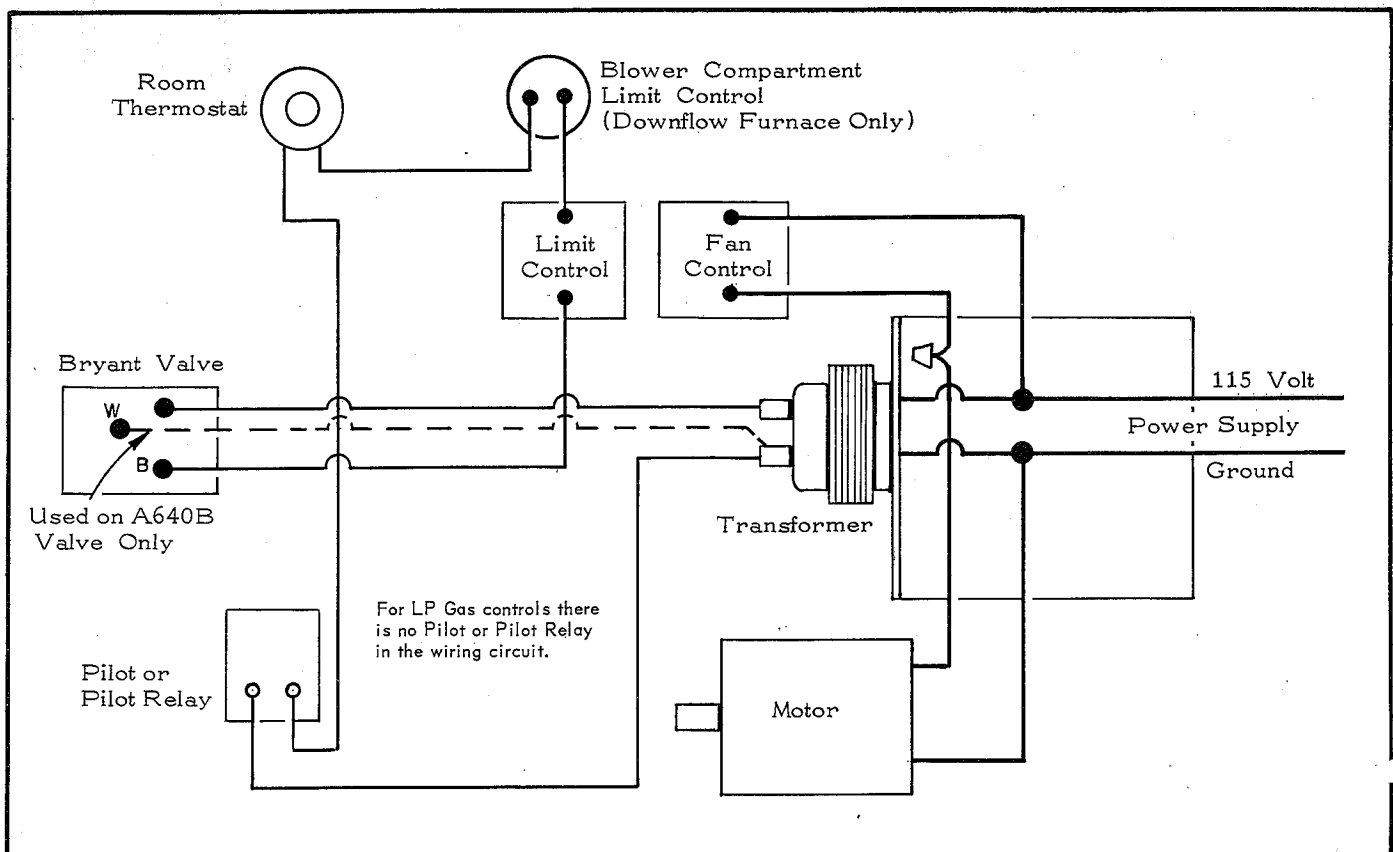 Room
Thermostat
Blower Compartment
Limit Control
(Downflow Furnace Only)
Limit
Control
Fan
Control
Bryant Valve
W
B
Used on A640B
Valve Only
115 Volt
Power Supply
Ground
Transformer
For LP Gas controls there
is no Pilot or Pilot Relay
in the wiring circuit.
Pilot or
Pilot Relay
Motor